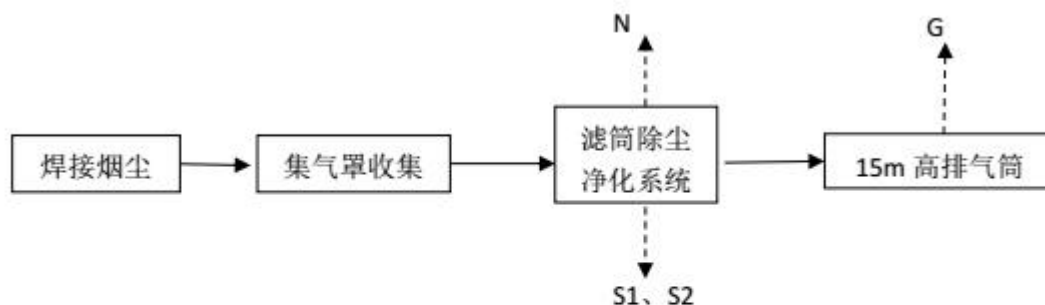 N
G
焊接烟尘
集气罩收集
滤筒除尘
净化系统
15m 高排气筒
S1、S2